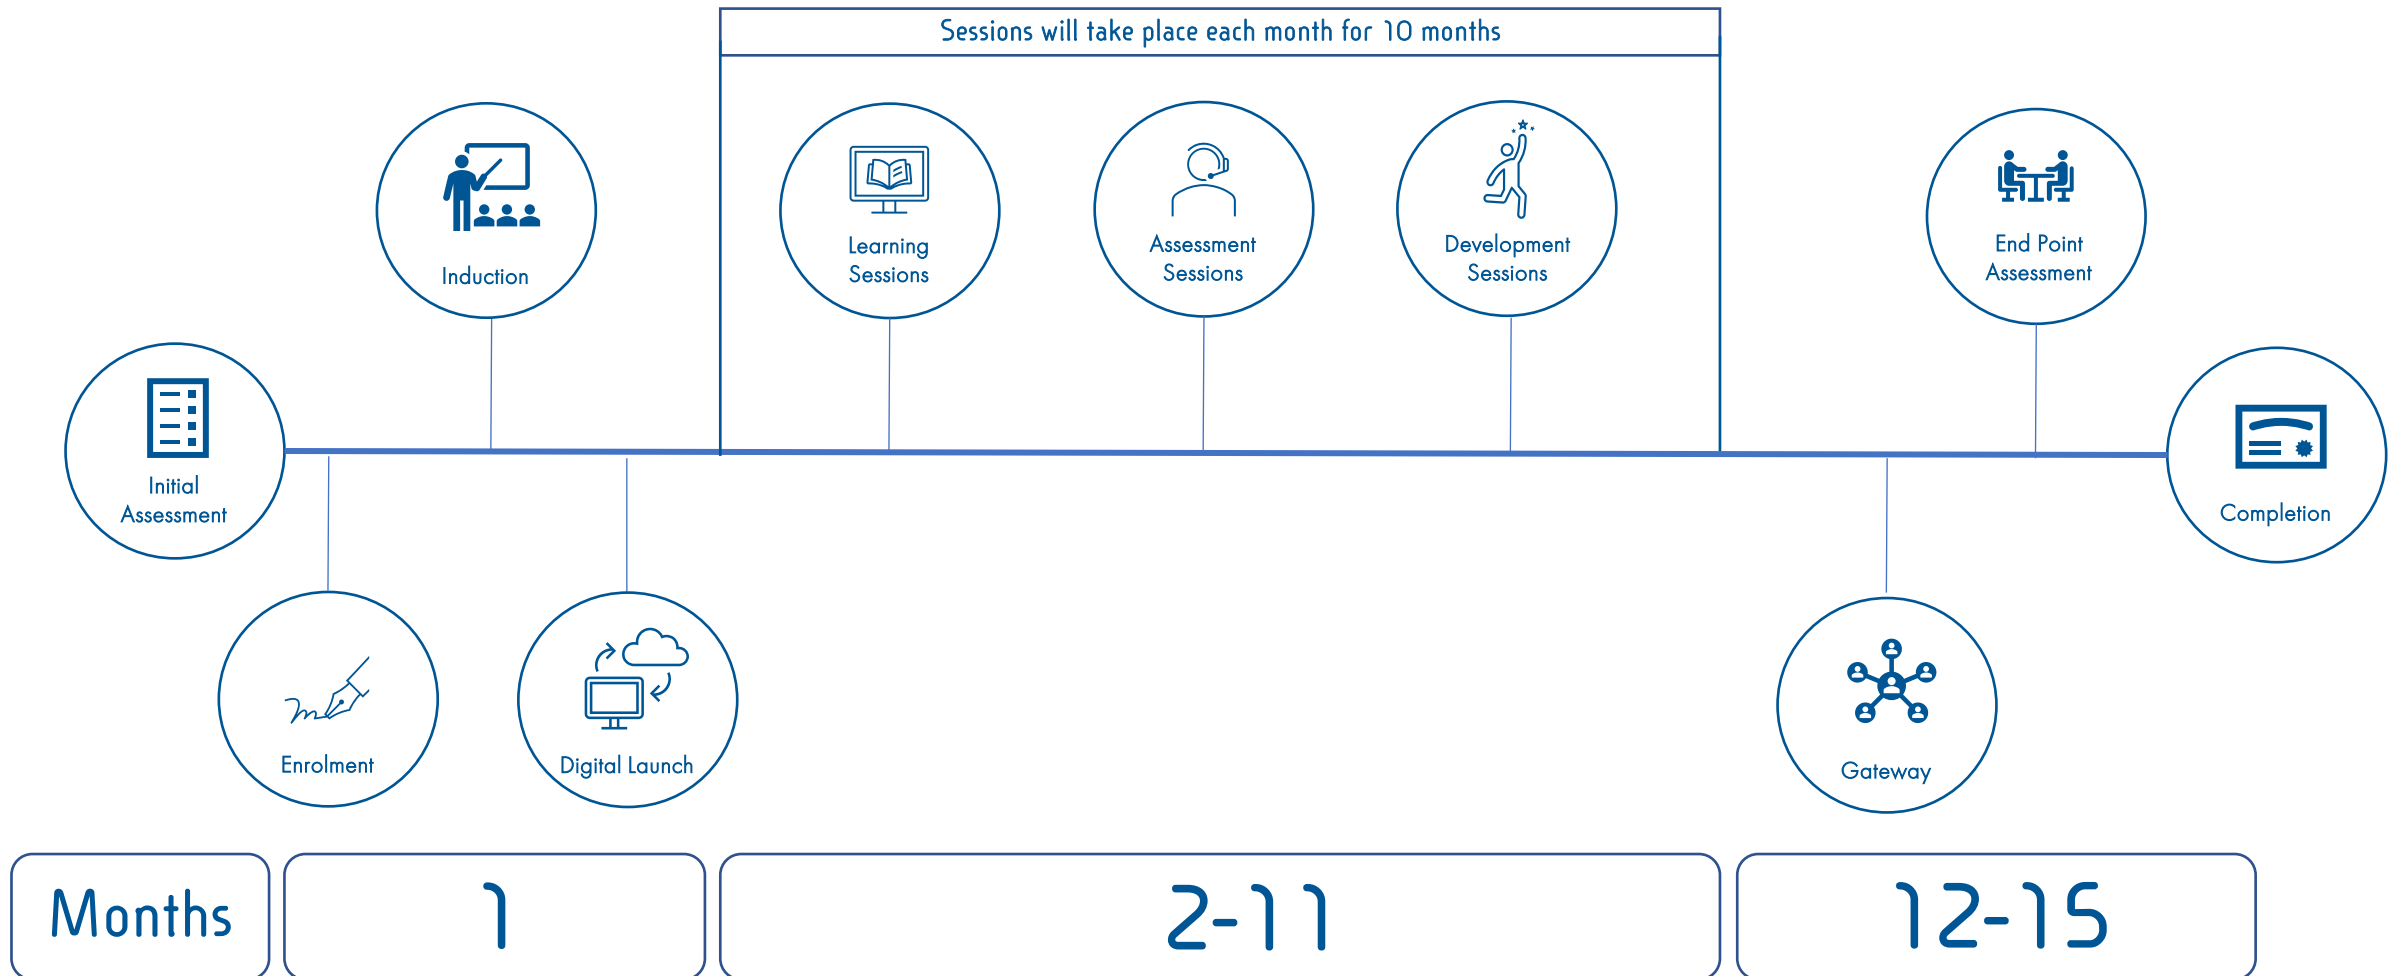 Sessions will take place each month for 10 months
Induction
Learning
Sessions
Assessment
Sessions
Development
Sessions
End Point
Assessment
Initial
Assessment
Completion
Enrolment
Digital Launch
Gateway
Months
1
2-11
12-15